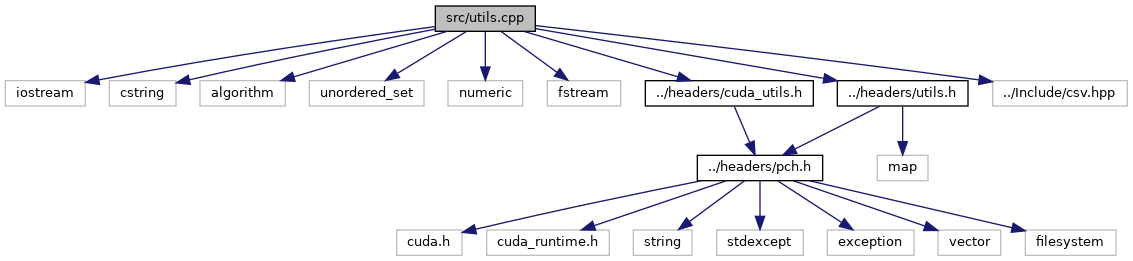 src/utils.cpp
iostream
cstring
algorithm
unordered_set
numeric
fstream
../headers/cuda_utils.h
../headers/utils.h
../Include/csv.hpp
../headers/pch.h
map
cuda.h
cuda_runtime.h
string
stdexcept
exception
vector
filesystem